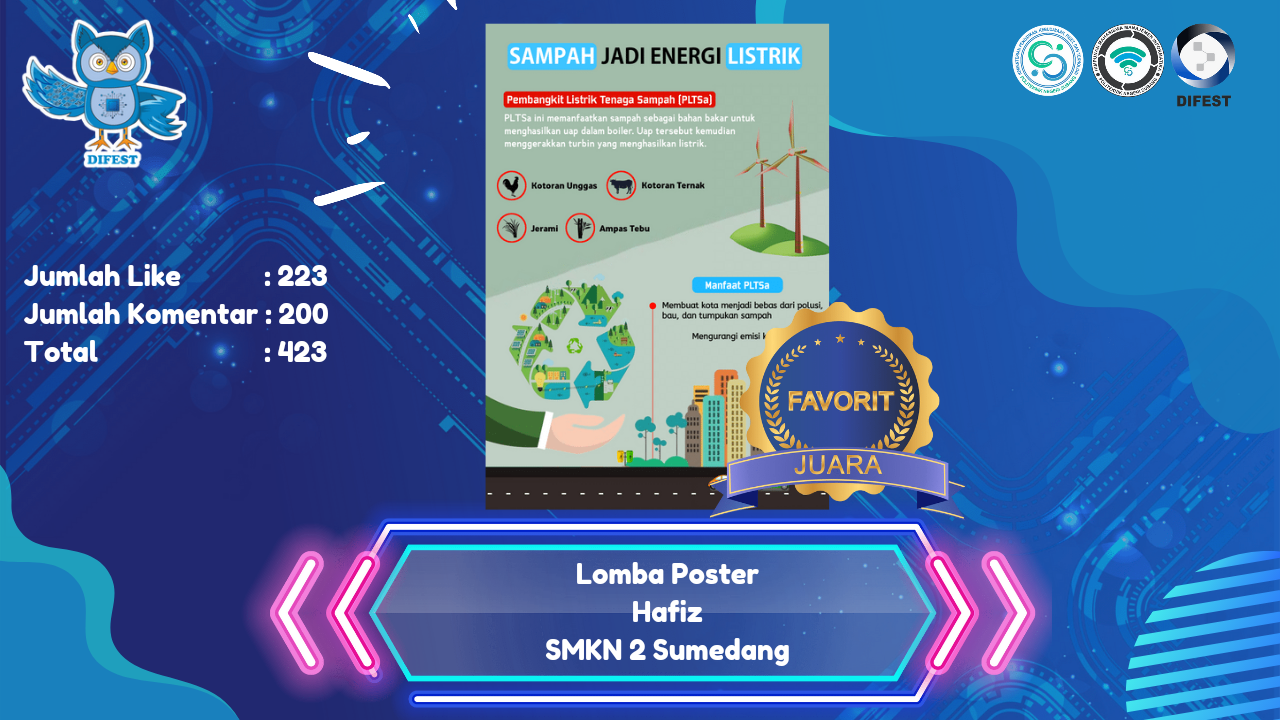 DIFEST
DIFEST
SAMPAH JADI ENERGI LISTRIK
Pembangkit Listrik Tenaga Sampah (PLTSa)
PLTSa ini memanfaatkan sampah sebagai bahan bakar untuk
menghasilkan uap dalam boiler. Uap tersebut kemudian
menggerakkan turbin yang menghasilkan listrik.
Kotoran Unggas
Kotoran Ternak
Jerami
Ampas Tebu
Jumlah Like : 223
Jumlah Komentar : 200
Total : 423
Manfaat PLTSa
Membuat kota menjadi bebas dari polusi,
bau, dan tumpukan sampah
Mengurangi emisi
FAVORIT
JUARA
Lomba Poster
Hafiz
SMKN 2 Sumedang